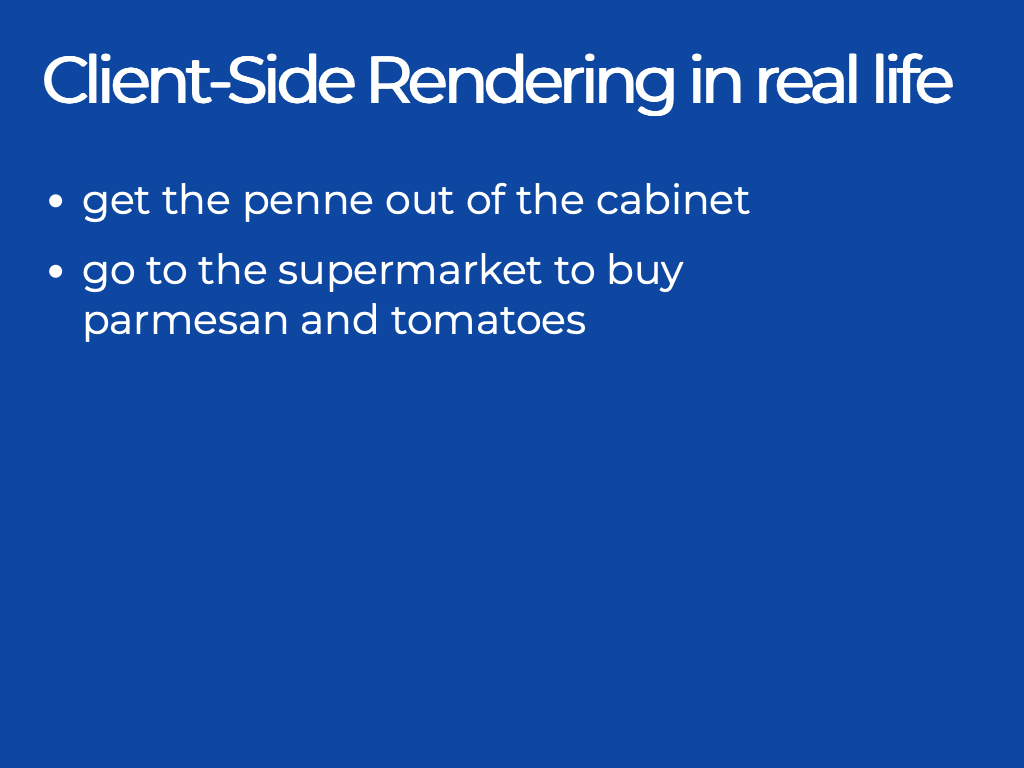 Client-Side Rendering in real life
• get the penne out of the cabinet
• go to the supermarket to buy
parmesan and tomatoes